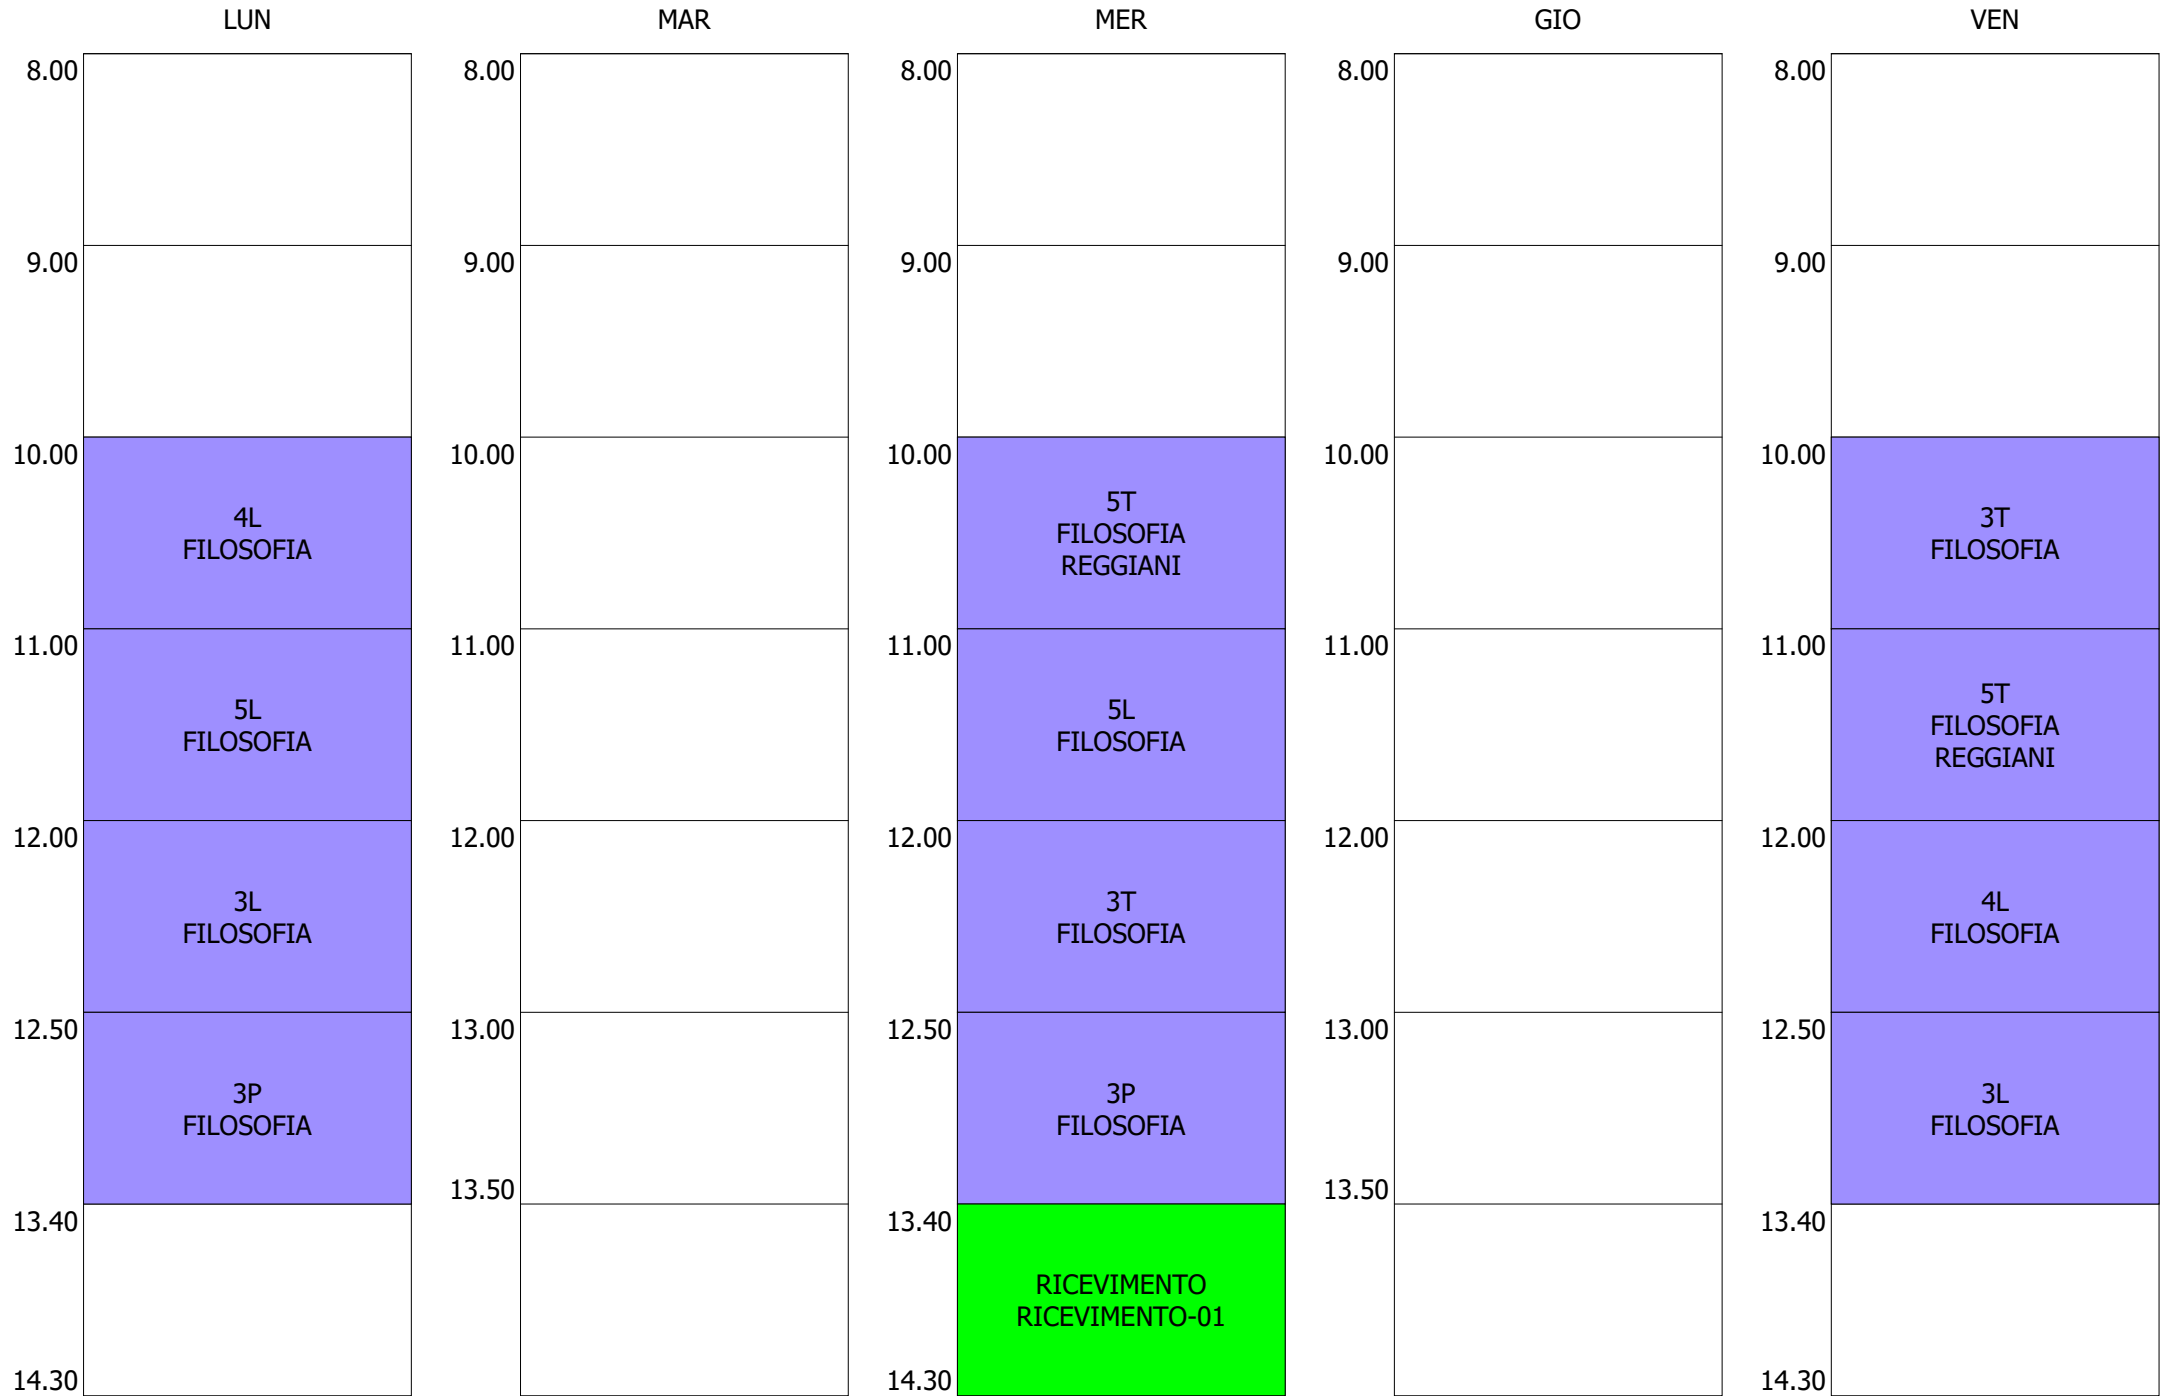 LUN MAR MER GIO VEN
8.00 8.00 8.00 8.00 8.00
9.00 9.00 9.00 9.00 9.00
10.00 10.00 10.00 10.00 10.00
4L
FILOSOFIA
5T
FILOSOFIA
REGGIANI
3T
FILOSOFIA
11.00 11.00 11.00 11.00 11.00
5L
FILOSOFIA
5L
FILOSOFIA
5T
FILOSOFIA
REGGIANI
12.00 12.00 12.00 12.00 12.00
3L
FILOSOFIA
3T
FILOSOFIA
4L
FILOSOFIA
12.50 13.00 12.50 13.00 12.50
3P
FILOSOFIA
3P
FILOSOFIA
3L
FILOSOFIA
13.50 13.50
13.40 13.40 13.40
RICEVIMENTO
RICEVIMENTO-01
14.30 14.30 14.30